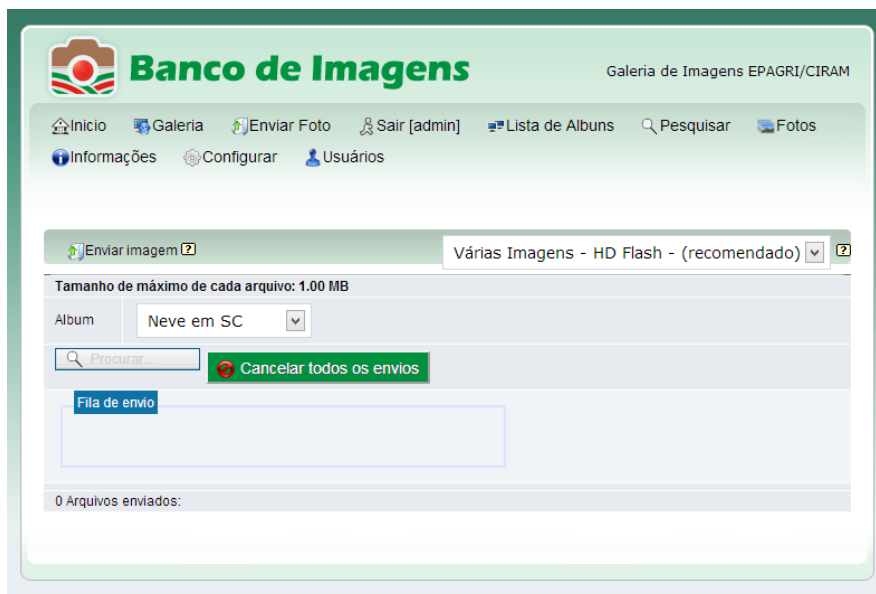 Banco de Imagens
Galeria de Imagens EPAGRI/CIRAM
Inicio Galeria Enviar Foto Sair [admin] Lista de Albuns Pesquisar Fotos
Informações Configurar Usuários
Enviar imagem ? Várias Imagens - HD Flash - (recomendado) ?
Tamanho de máximo de cada arquivo: 1.00 MB
Album Neve em SC
Procurar... Cancelar todos os envios
Fila de envio
0 Arquivos enviados: